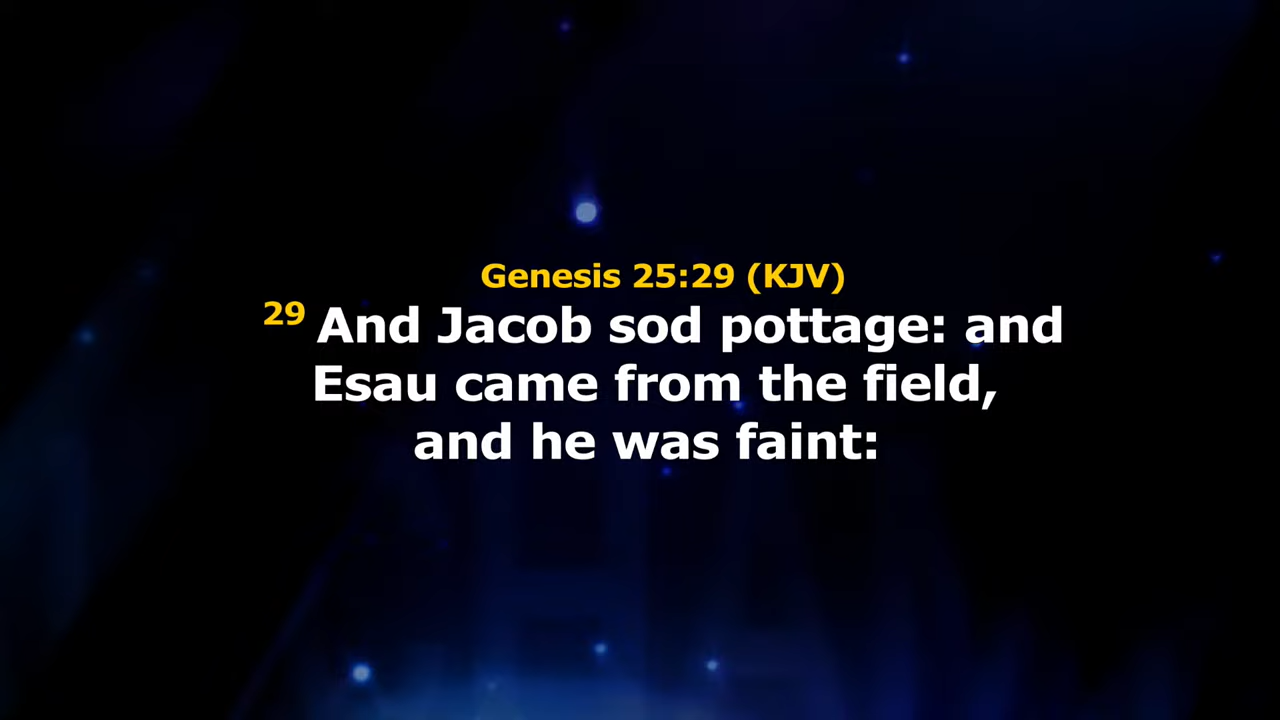 Genesis 25:29 (KJV)
29 And Jacob sod pottage: and
Esau came from the field,
and he was faint: